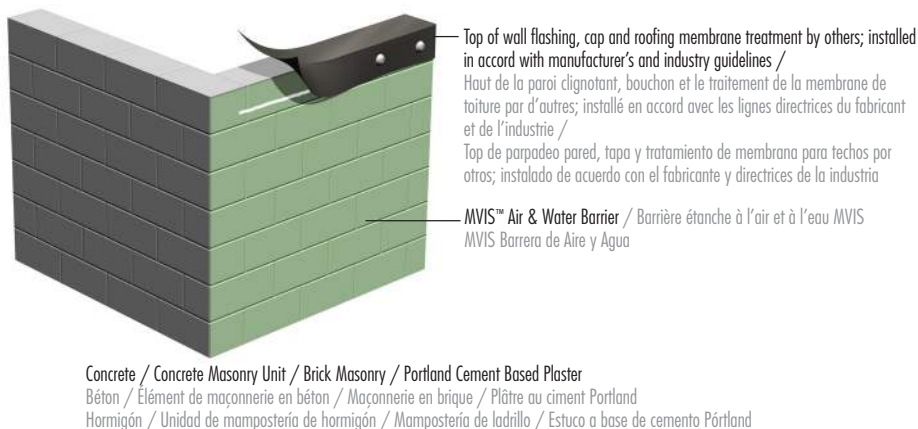 Top of wall flashing, cap and roofing membrane treatment by others; installed
in accord with manufacturer's and industry guidelines /
Haut de la paroi clignotant, bouchon et le traitement de la membrane de
toiture par d'autres; installé en accord avec les lignes directrices du fabricant
et de l'industrie /
Top de parpadeo pared, tapa y tratamiento de membrana para techos por
otros; instalado de acuerdo con el fabricante y directrices de la industria
MVIS™ Air & Water Barrier / Barrière étanche à l'air et à l'eau MVIS
MVIS Barrera de Aire y Agua
Concrete / Concrete Masonry Unit / Brick Masonry / Portland Cement Based Plaster
Béton / Élément de maçonnerie en béton / Maçonnerie en brique / Plâtre au ciment Portland
Hormigón / Unidad de mampostería de hormigón / Mampostería de ladrillo / Estuco a base de cemento Pórtland